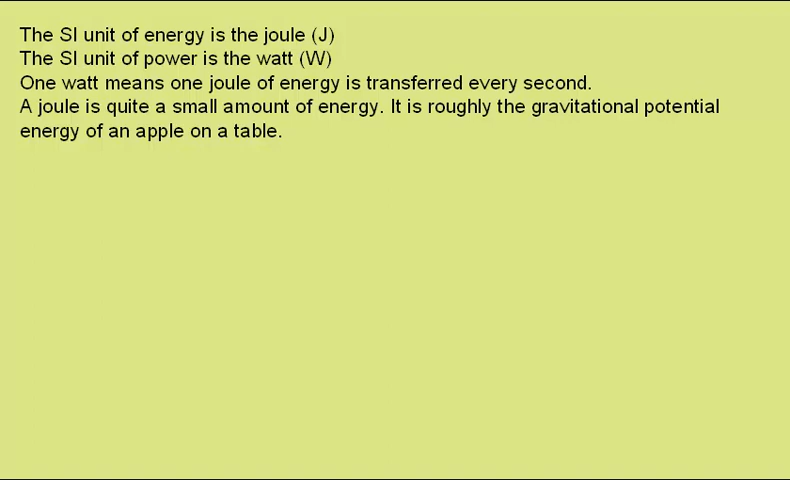 The SI unit of energy is the joule (J)
The SI unit of power is the watt (W)
One watt means one joule of energy is transferred every second.
A joule is quite a small amount of energy. It is roughly the gravitational potential
energy of an apple on a table.